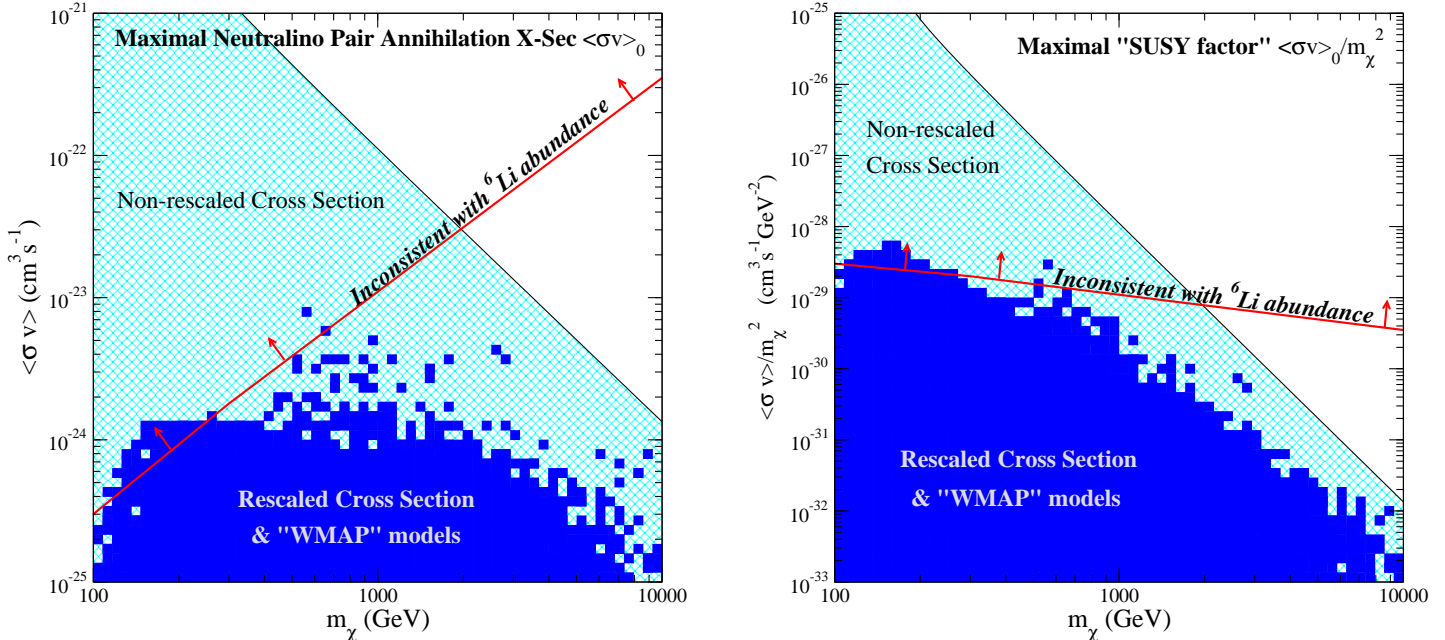 Maximal Neutralino Pair Annihilation X-Sec <σv>₀
10⁻²¹
10⁻²²
10⁻²³
10⁻²⁴
10⁻²⁵
<σ v> (cm³ s⁻¹)
Non-rescaled Cross Section
Inconsistent with ⁶Li abundance
Rescaled Cross Section
& "WMAP" models
100
1000
10000
m_χ (GeV)
Maximal "SUSY factor" <σv>₀/m_χ²
10⁻²⁵
10⁻²⁶
10⁻²⁷
10⁻²⁸
10⁻²⁹
10⁻³⁰
10⁻³¹
10⁻³²
10⁻³³
<σ v>/m_χ² (cm³ s⁻¹GeV⁻²)
Non-rescaled
Cross Section
Inconsistent with ⁶Li abundance
Rescaled Cross Section
& "WMAP" models
100
1000
10000
m_χ (GeV)